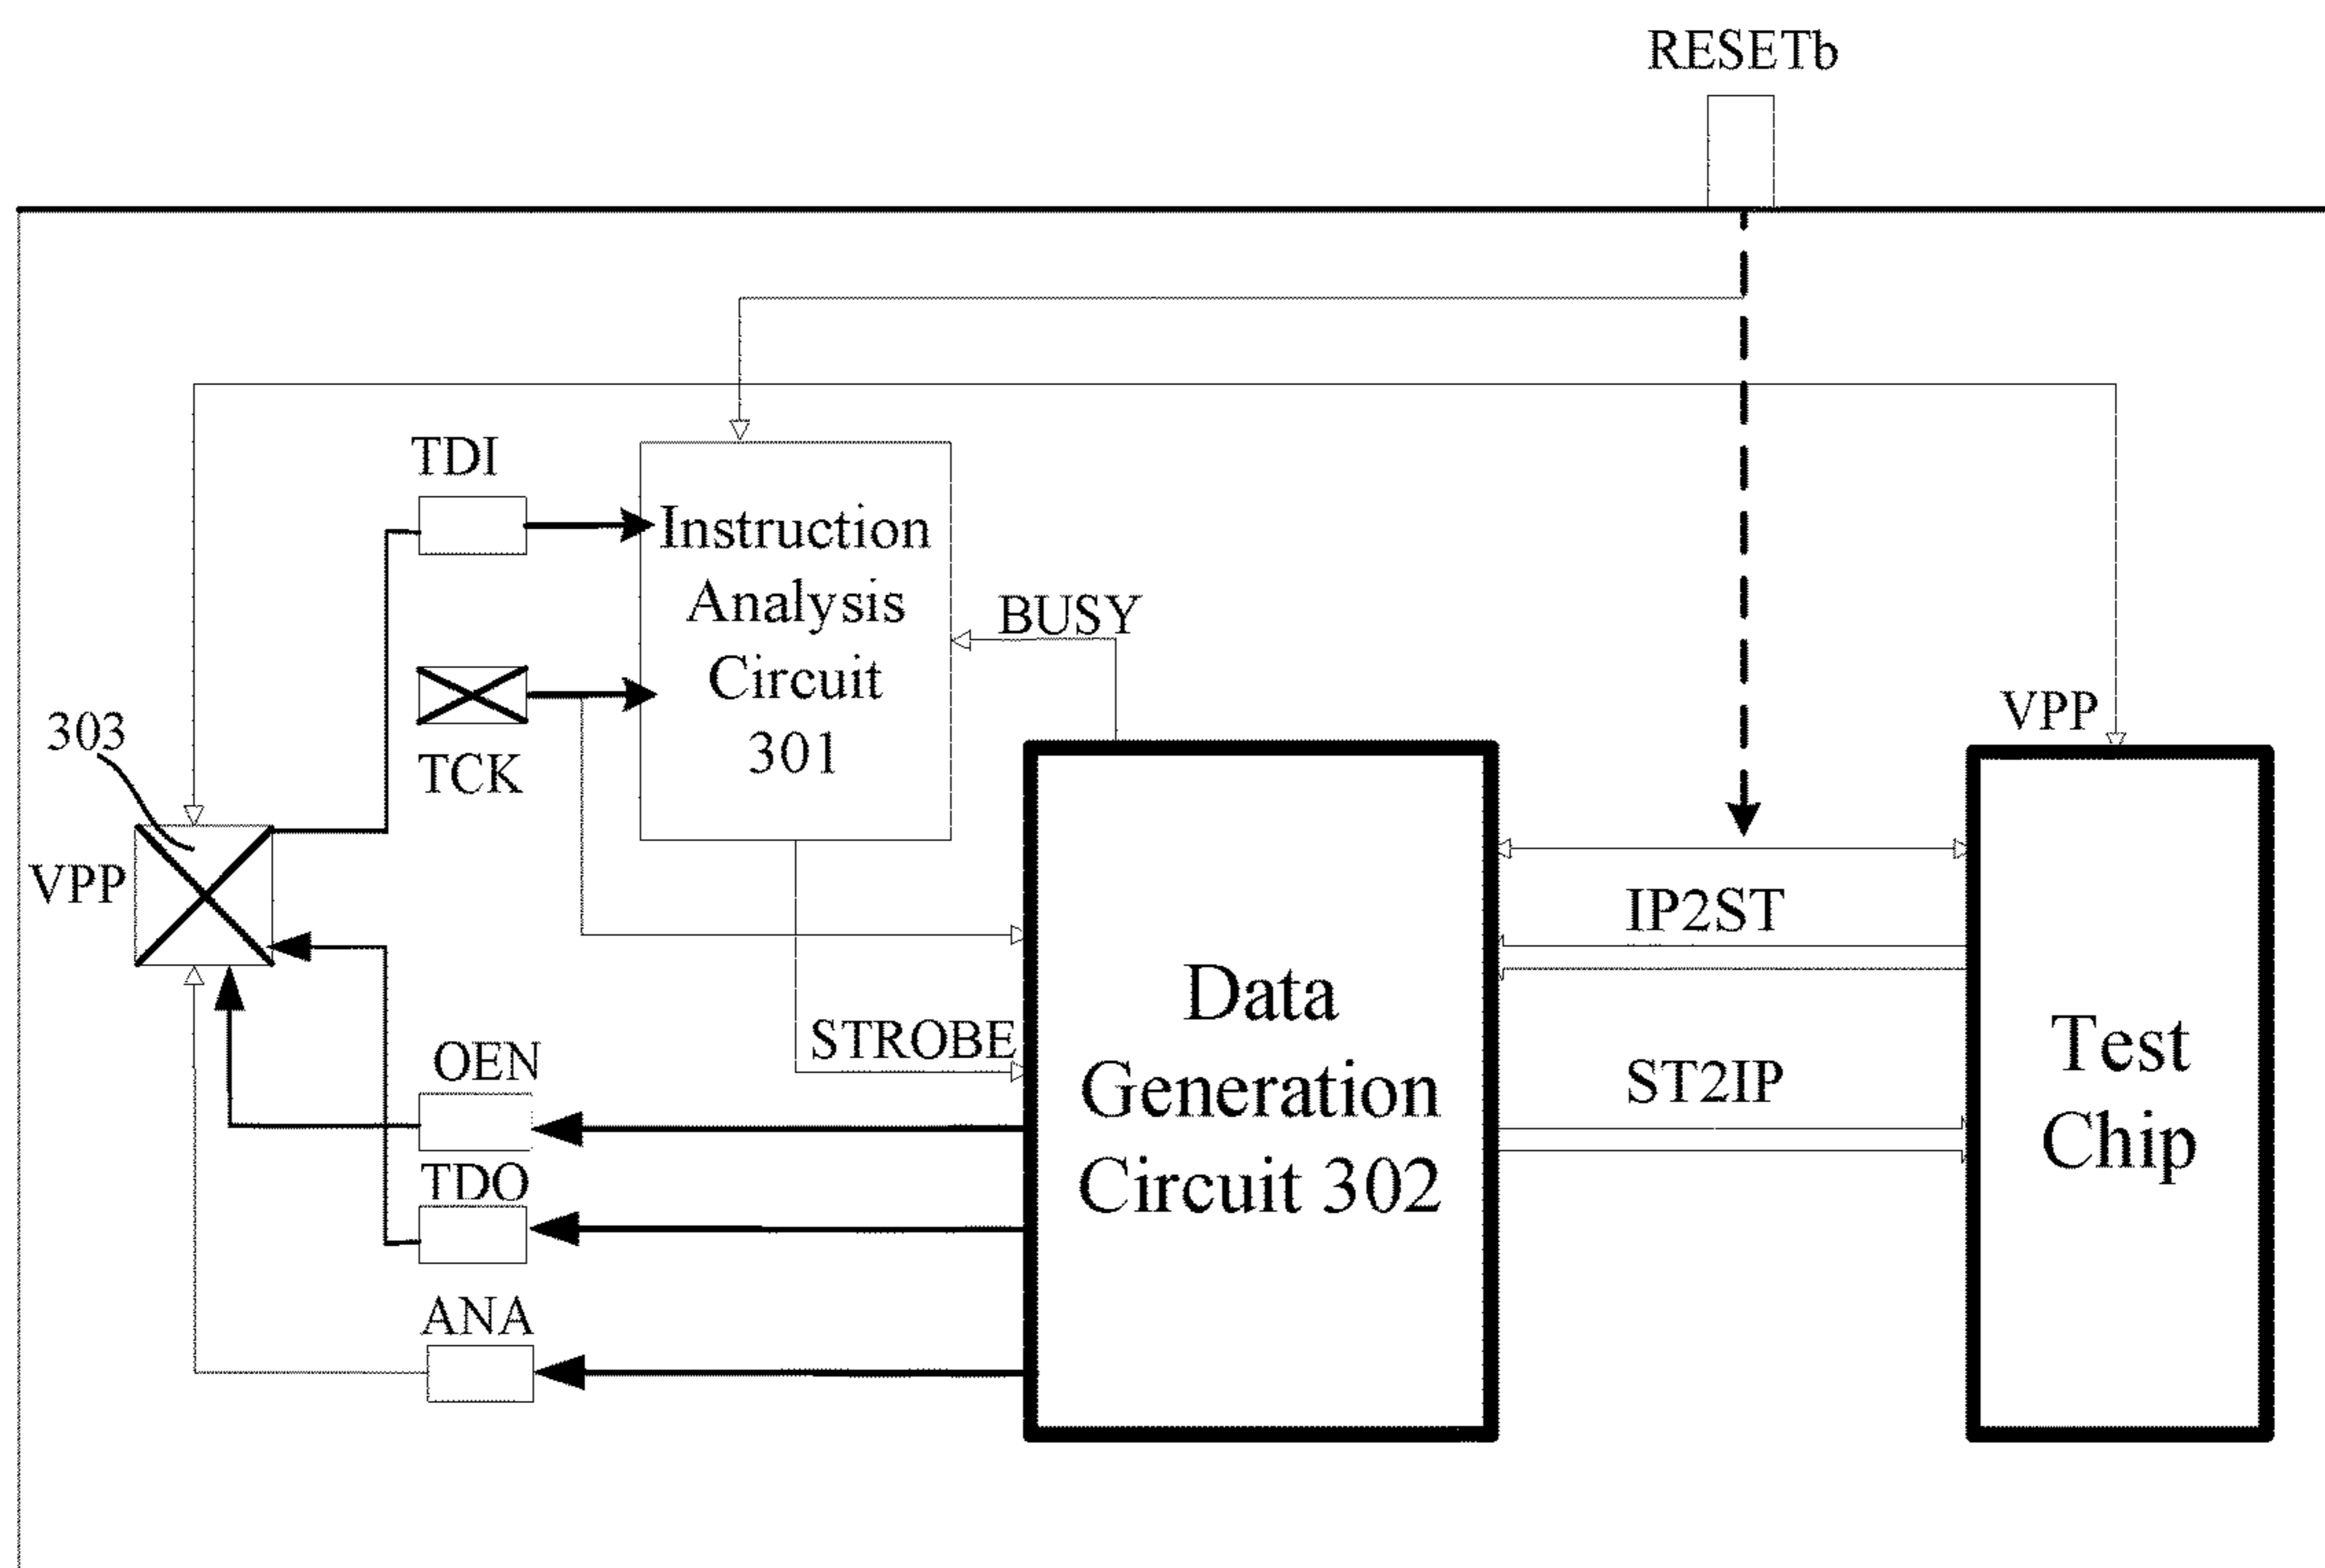 RESETb
TDI
Instruction
Analysis
Circuit
301
BUSY
TCK
303
VPP
VPP
IP2ST
STROBE
OEN
TDO
ANA
Data
Generation
Circuit 302
ST2IP
Test
Chip